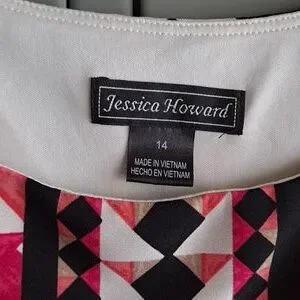 Jessica Howard
14
MADE IN VIETNAM
HECHO EN VIETNAM